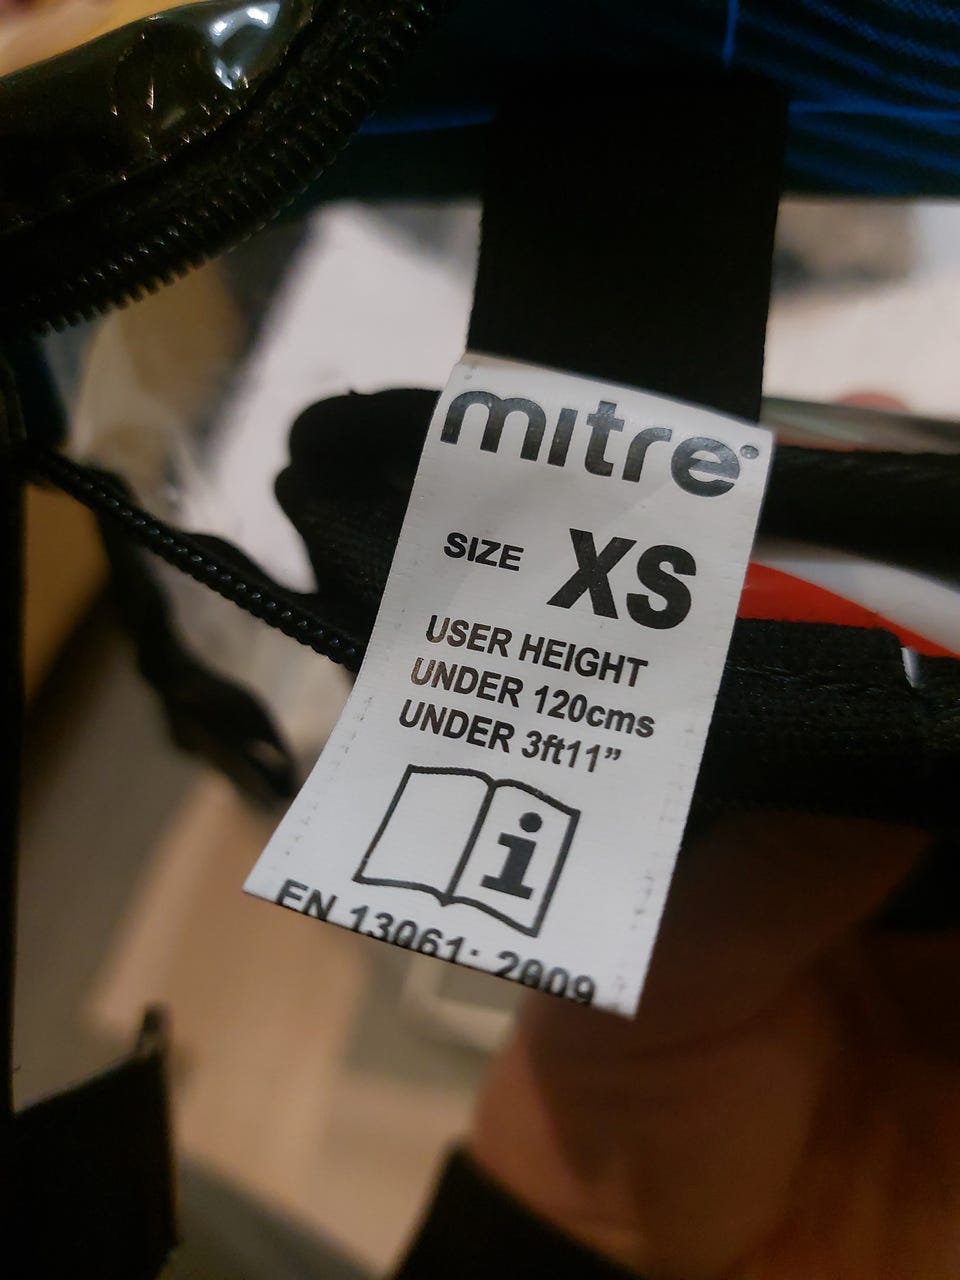 mitre®
SIZE XS
USER HEIGHT
UNDER 120cms
UNDER 3ft11”
i
EN 13061: 2009